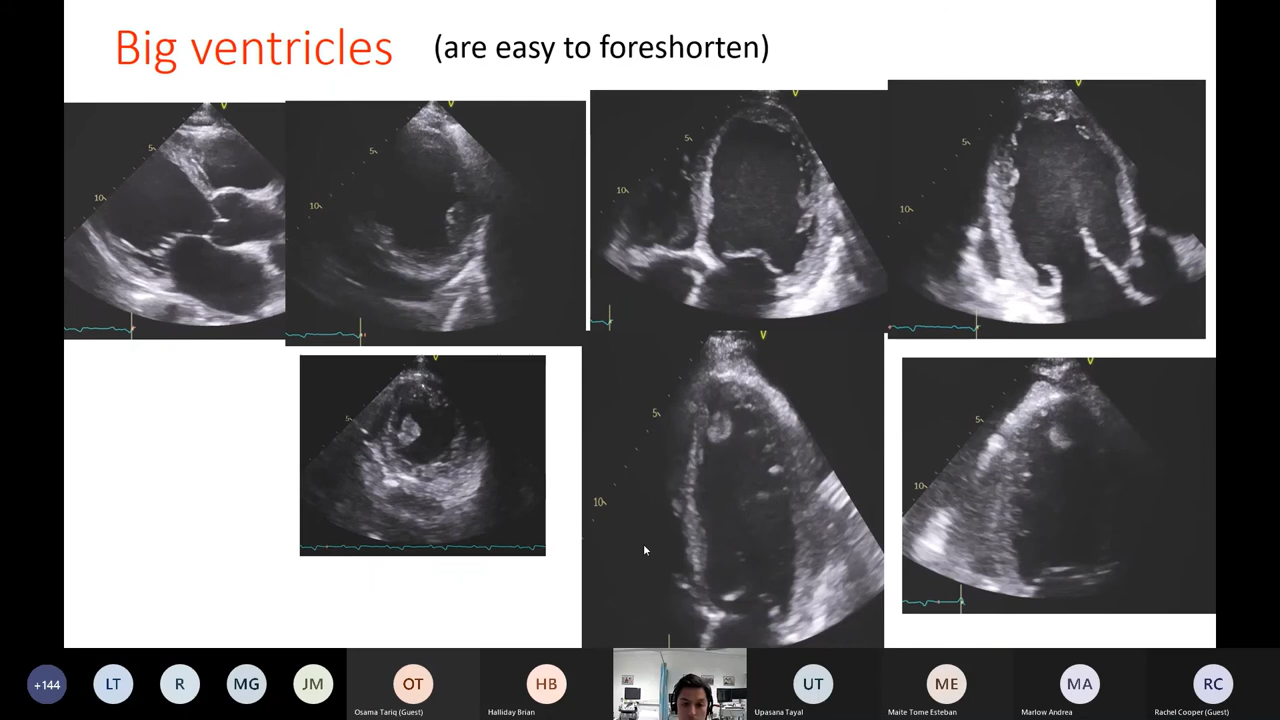 Big ventricles (are easy to foreshorten)
5
10
5
10
V
5
10
V
5
10
5
V
5
10
5
10
+144
LT
R
MG
JM
OT
HB
UT
ME
MA
RC
Osama Tariq (Guest)
Halliday Brian
Upasana Tayal
Maite Tome Esteban
Marlow Andrea
Rachel Cooper (Guest)